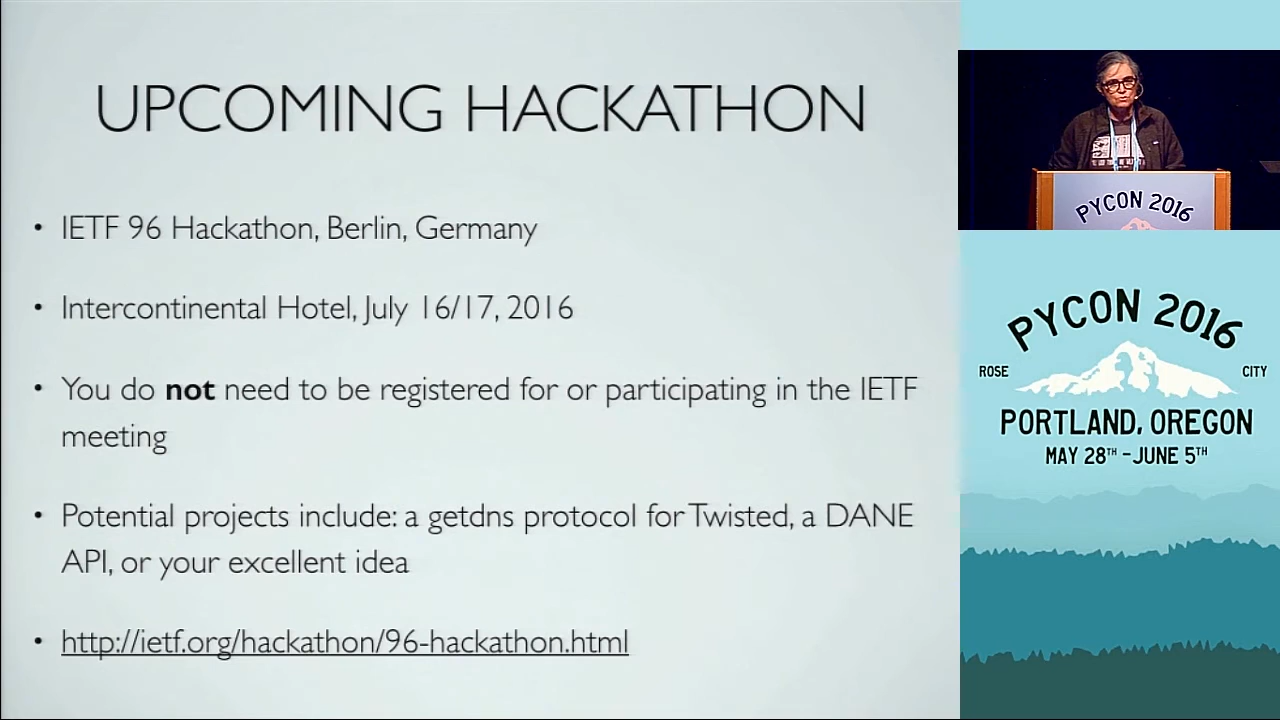 UPCOMING HACKATHON
• IETF 96 Hackathon, Berlin, Germany
• Intercontinental Hotel, July 16/17, 2016
• You do not need to be registered for or participating in the IETF
meeting
• Potential projects include: a getdns protocol for Twisted, a DANE
API, or your excellent idea
• http://ietf.org/hackathon/96-hackathon.html
PYCON 2016
PYCON 2016
ROSE CITY
PORTLAND, OREGON
MAY 28TH - JUNE 5TH